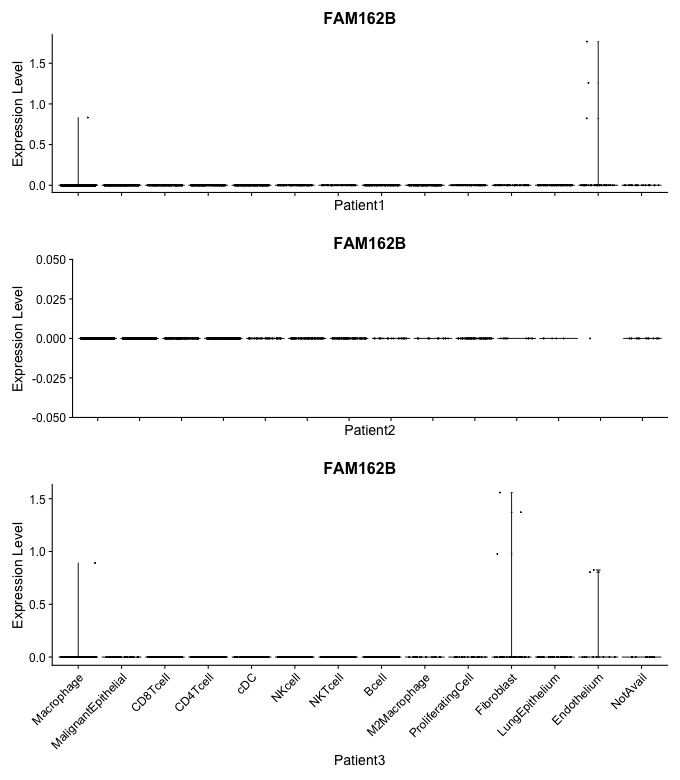 FAM162B
Expression Level
1.5
1.0
0.5
0.0
Patient1
FAM162B
Expression Level
0.050
0.025
0.000
-0.025
-0.050
Patient2
FAM162B
Expression Level
1.5
1.0
0.5
0.0
Macrophage
MalignantEpithelial
CD8Tcell
CD4Tcell
cDC
NKcell
NKTcell
Bcell
M2Macrophage
ProliferatingCell
Fibroblast
LungEpithelium
Endothelium
NotAvail
Patient3